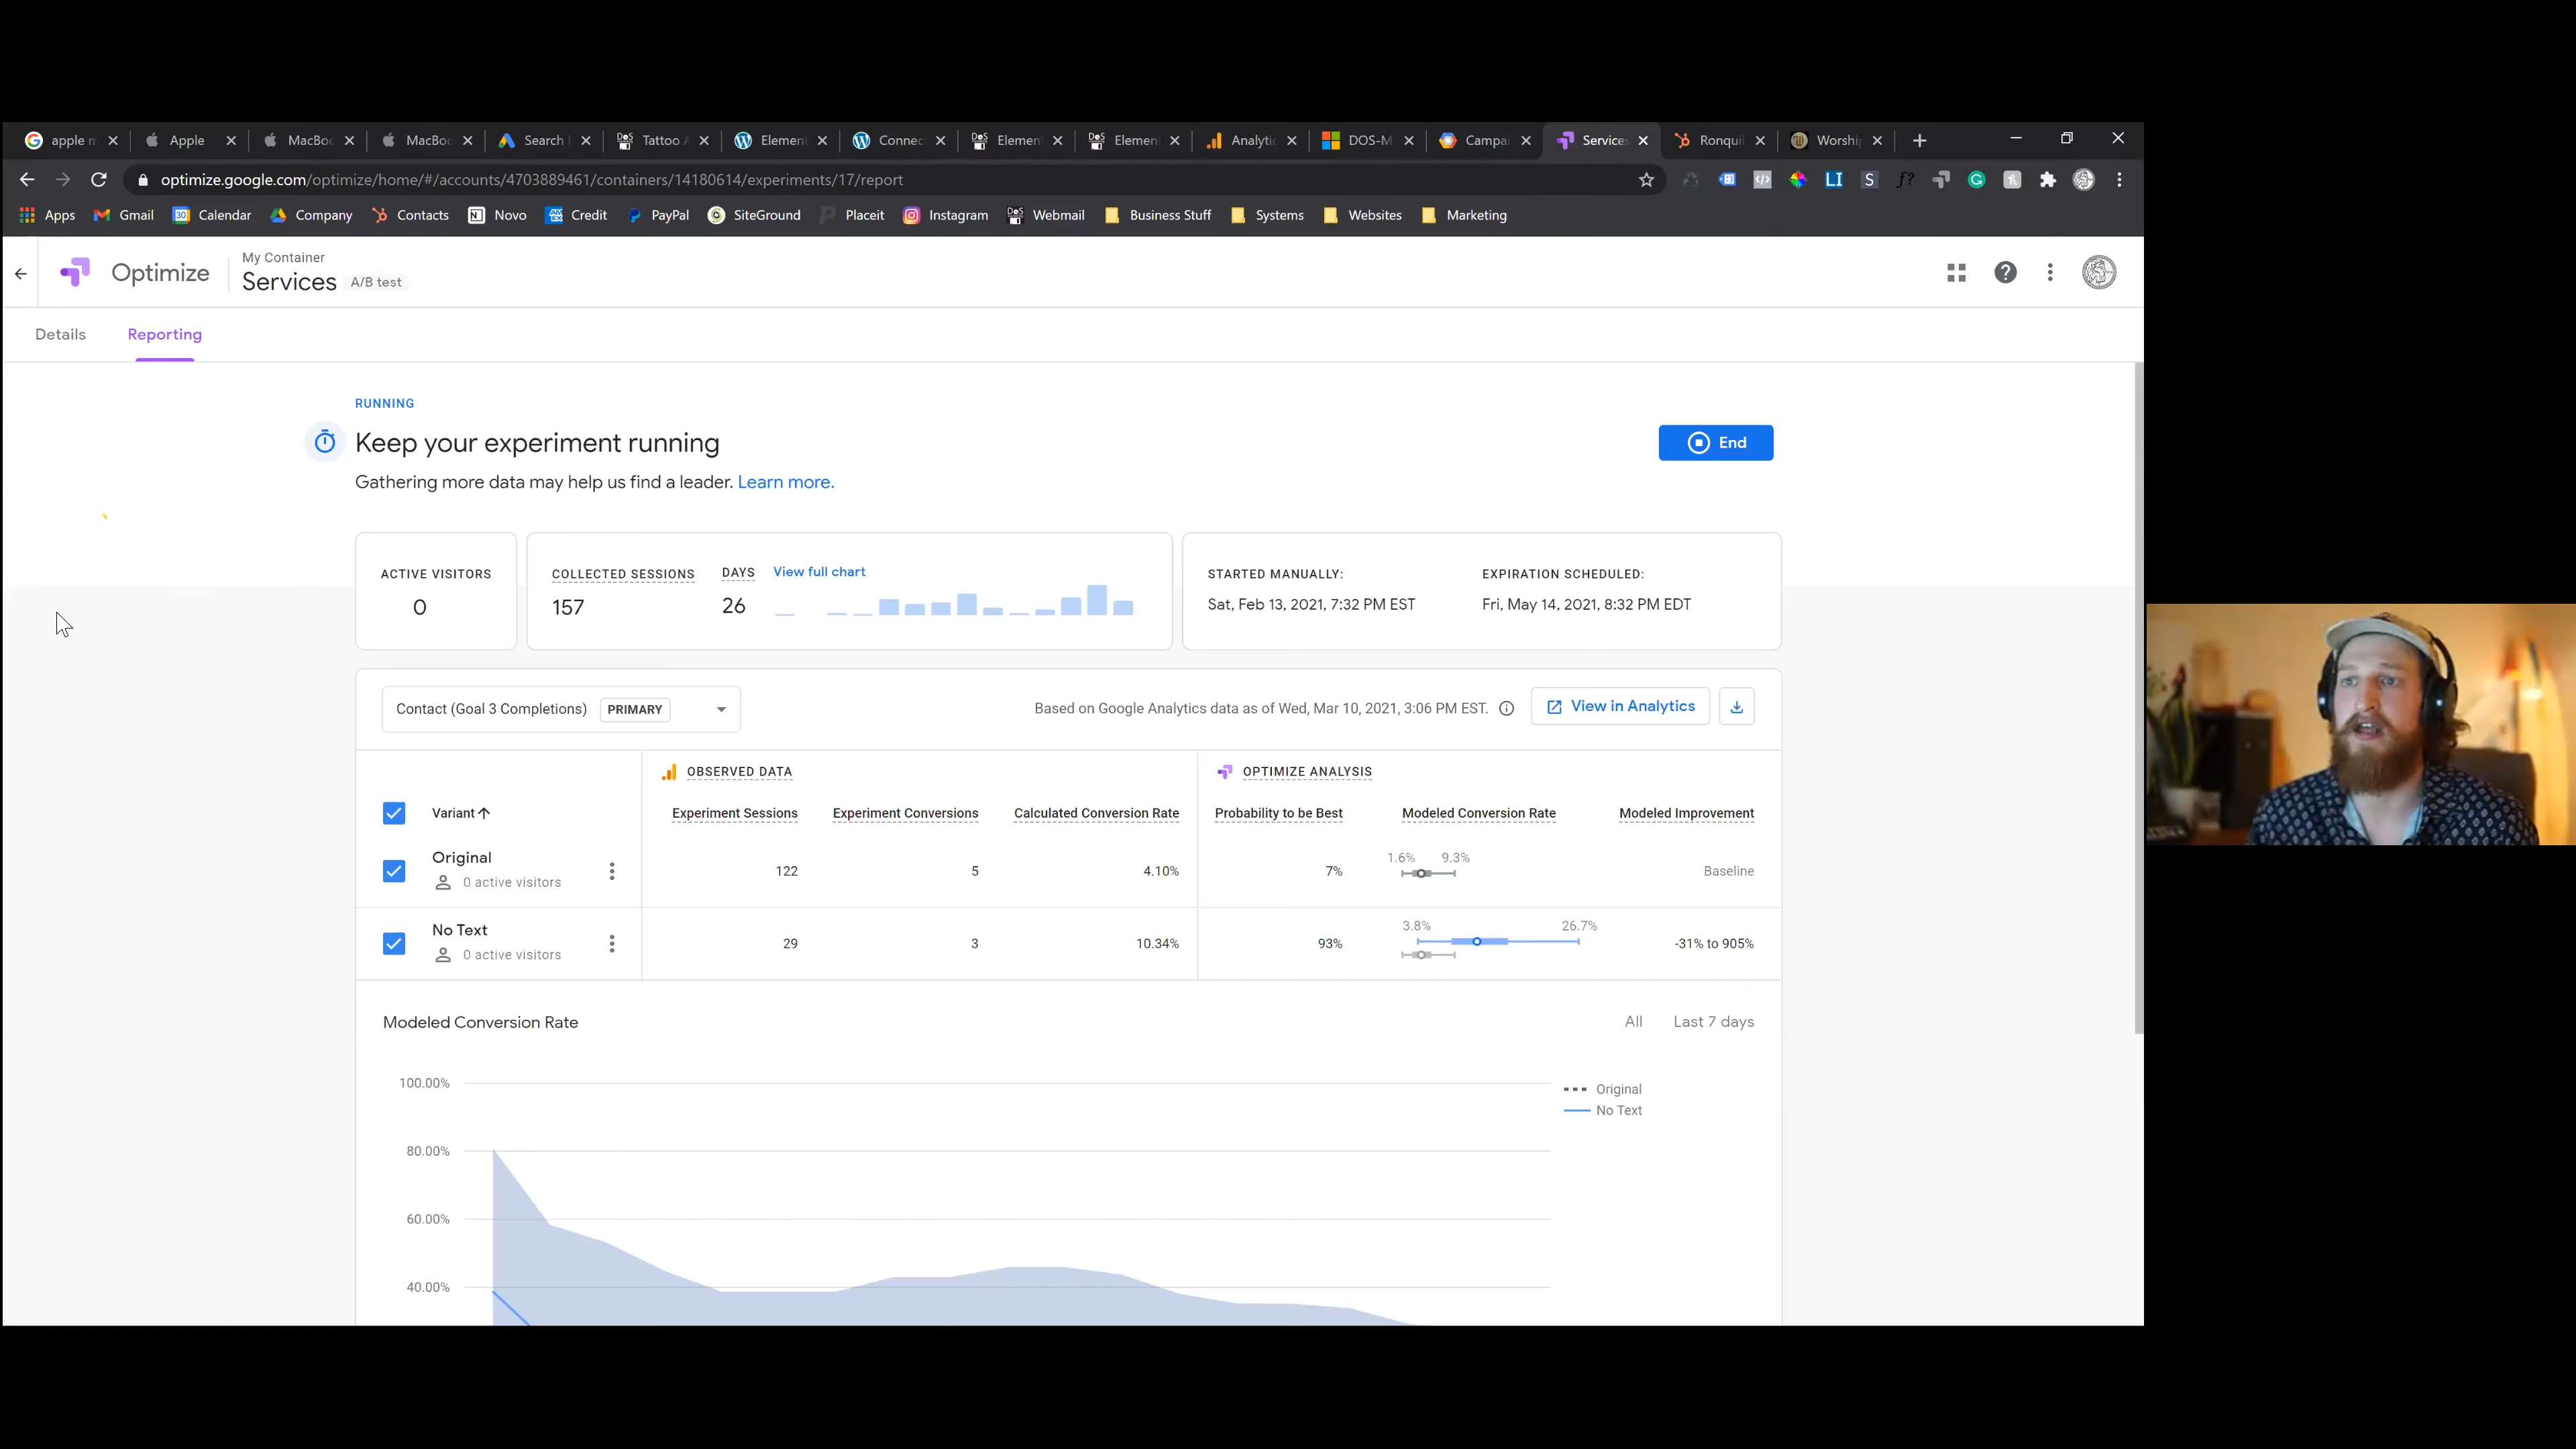 apple m Apple MacBoo MacBoo Search Tattoo A Element Connec Element Element Analytic DOS-M Campai Services Ronquil Worship
optimize.google.com/optimize/home/#/accounts/4703889461/containers/14180614/experiments/17/report
Apps Gmail Calendar Company Contacts Novo Credit PayPal SiteGround Placeit Instagram Webmail Business Stuff Systems Websites Marketing
Optimize
My Container
Services A/B test
Details Reporting
RUNNING
Keep your experiment running
End
Gathering more data may help us find a leader. Learn more.
ACTIVE VISITORS
0
COLLECTED SESSIONS
157
DAYS
26
View full chart
STARTED MANUALLY:
Sat, Feb 13, 2021, 7:32 PM EST
EXPIRATION SCHEDULED:
Fri, May 14, 2021, 8:32 PM EDT
Contact (Goal 3 Completions) PRIMARY
Based on Google Analytics data as of Wed, Mar 10, 2021, 3:06 PM EST.
View in Analytics
OBSERVED DATA
OPTIMIZE ANALYSIS
Variant Experiment Sessions Experiment Conversions Calculated Conversion Rate Probability to be Best Modeled Conversion Rate Modeled Improvement
Original
0 active visitors
122 5 4.10% 7% 1.6% 9.3% Baseline
No Text
0 active visitors
29 3 10.34% 93% 3.8% 26.7% -31% to 905%
Modeled Conversion Rate
All Last 7 days
100.00%
80.00%
60.00%
40.00%
Original
No Text